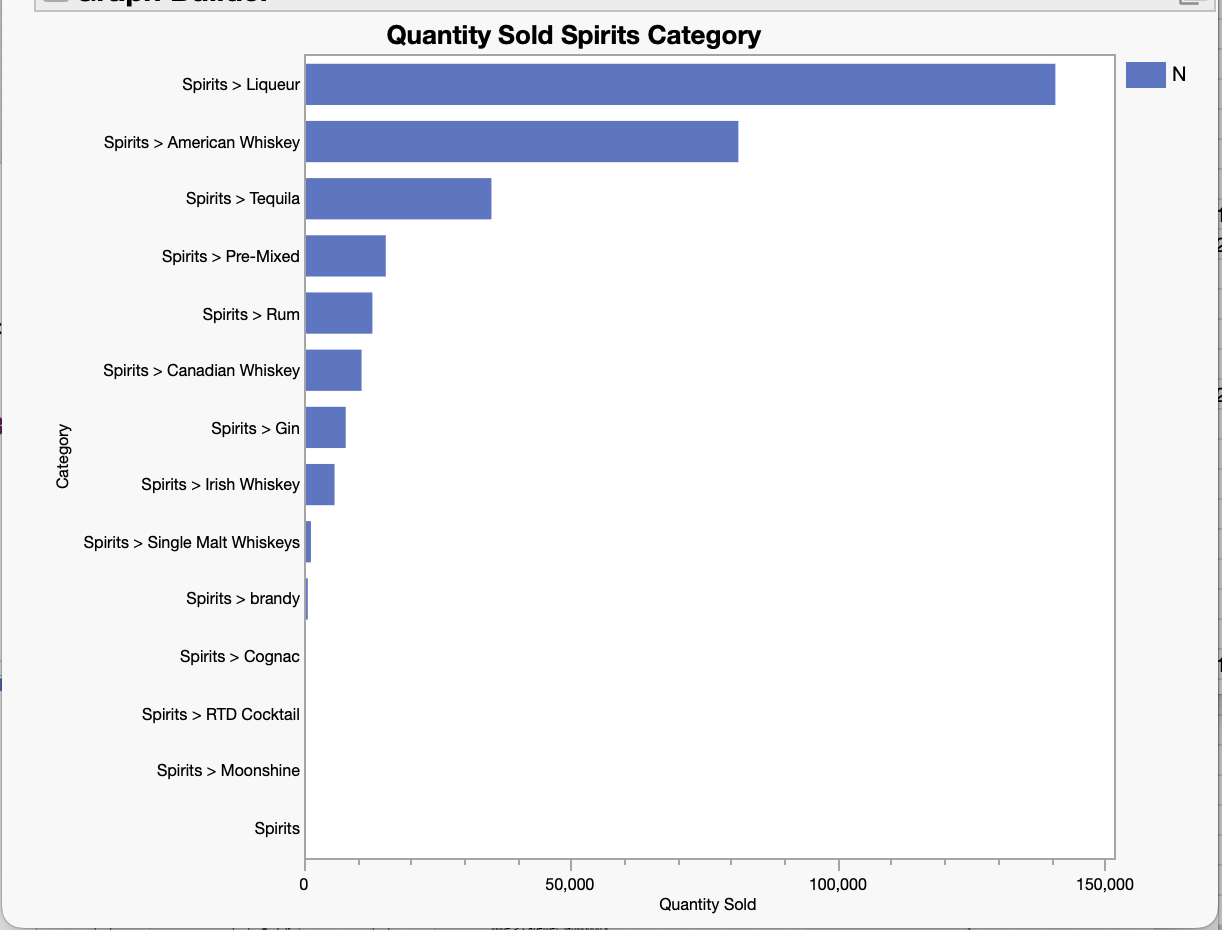 Graph Builder
Quantity Sold Spirits Category
N
Spirits > Liqueur
Spirits > American Whiskey
Spirits > Tequila
Spirits > Pre-Mixed
Spirits > Rum
Spirits > Canadian Whiskey
Spirits > Gin
Spirits > Irish Whiskey
Spirits > Single Malt Whiskeys
Spirits > brandy
Spirits > Cognac
Spirits > RTD Cocktail
Spirits > Moonshine
Spirits
Category
0 50,000 100,000 150,000
Quantity Sold